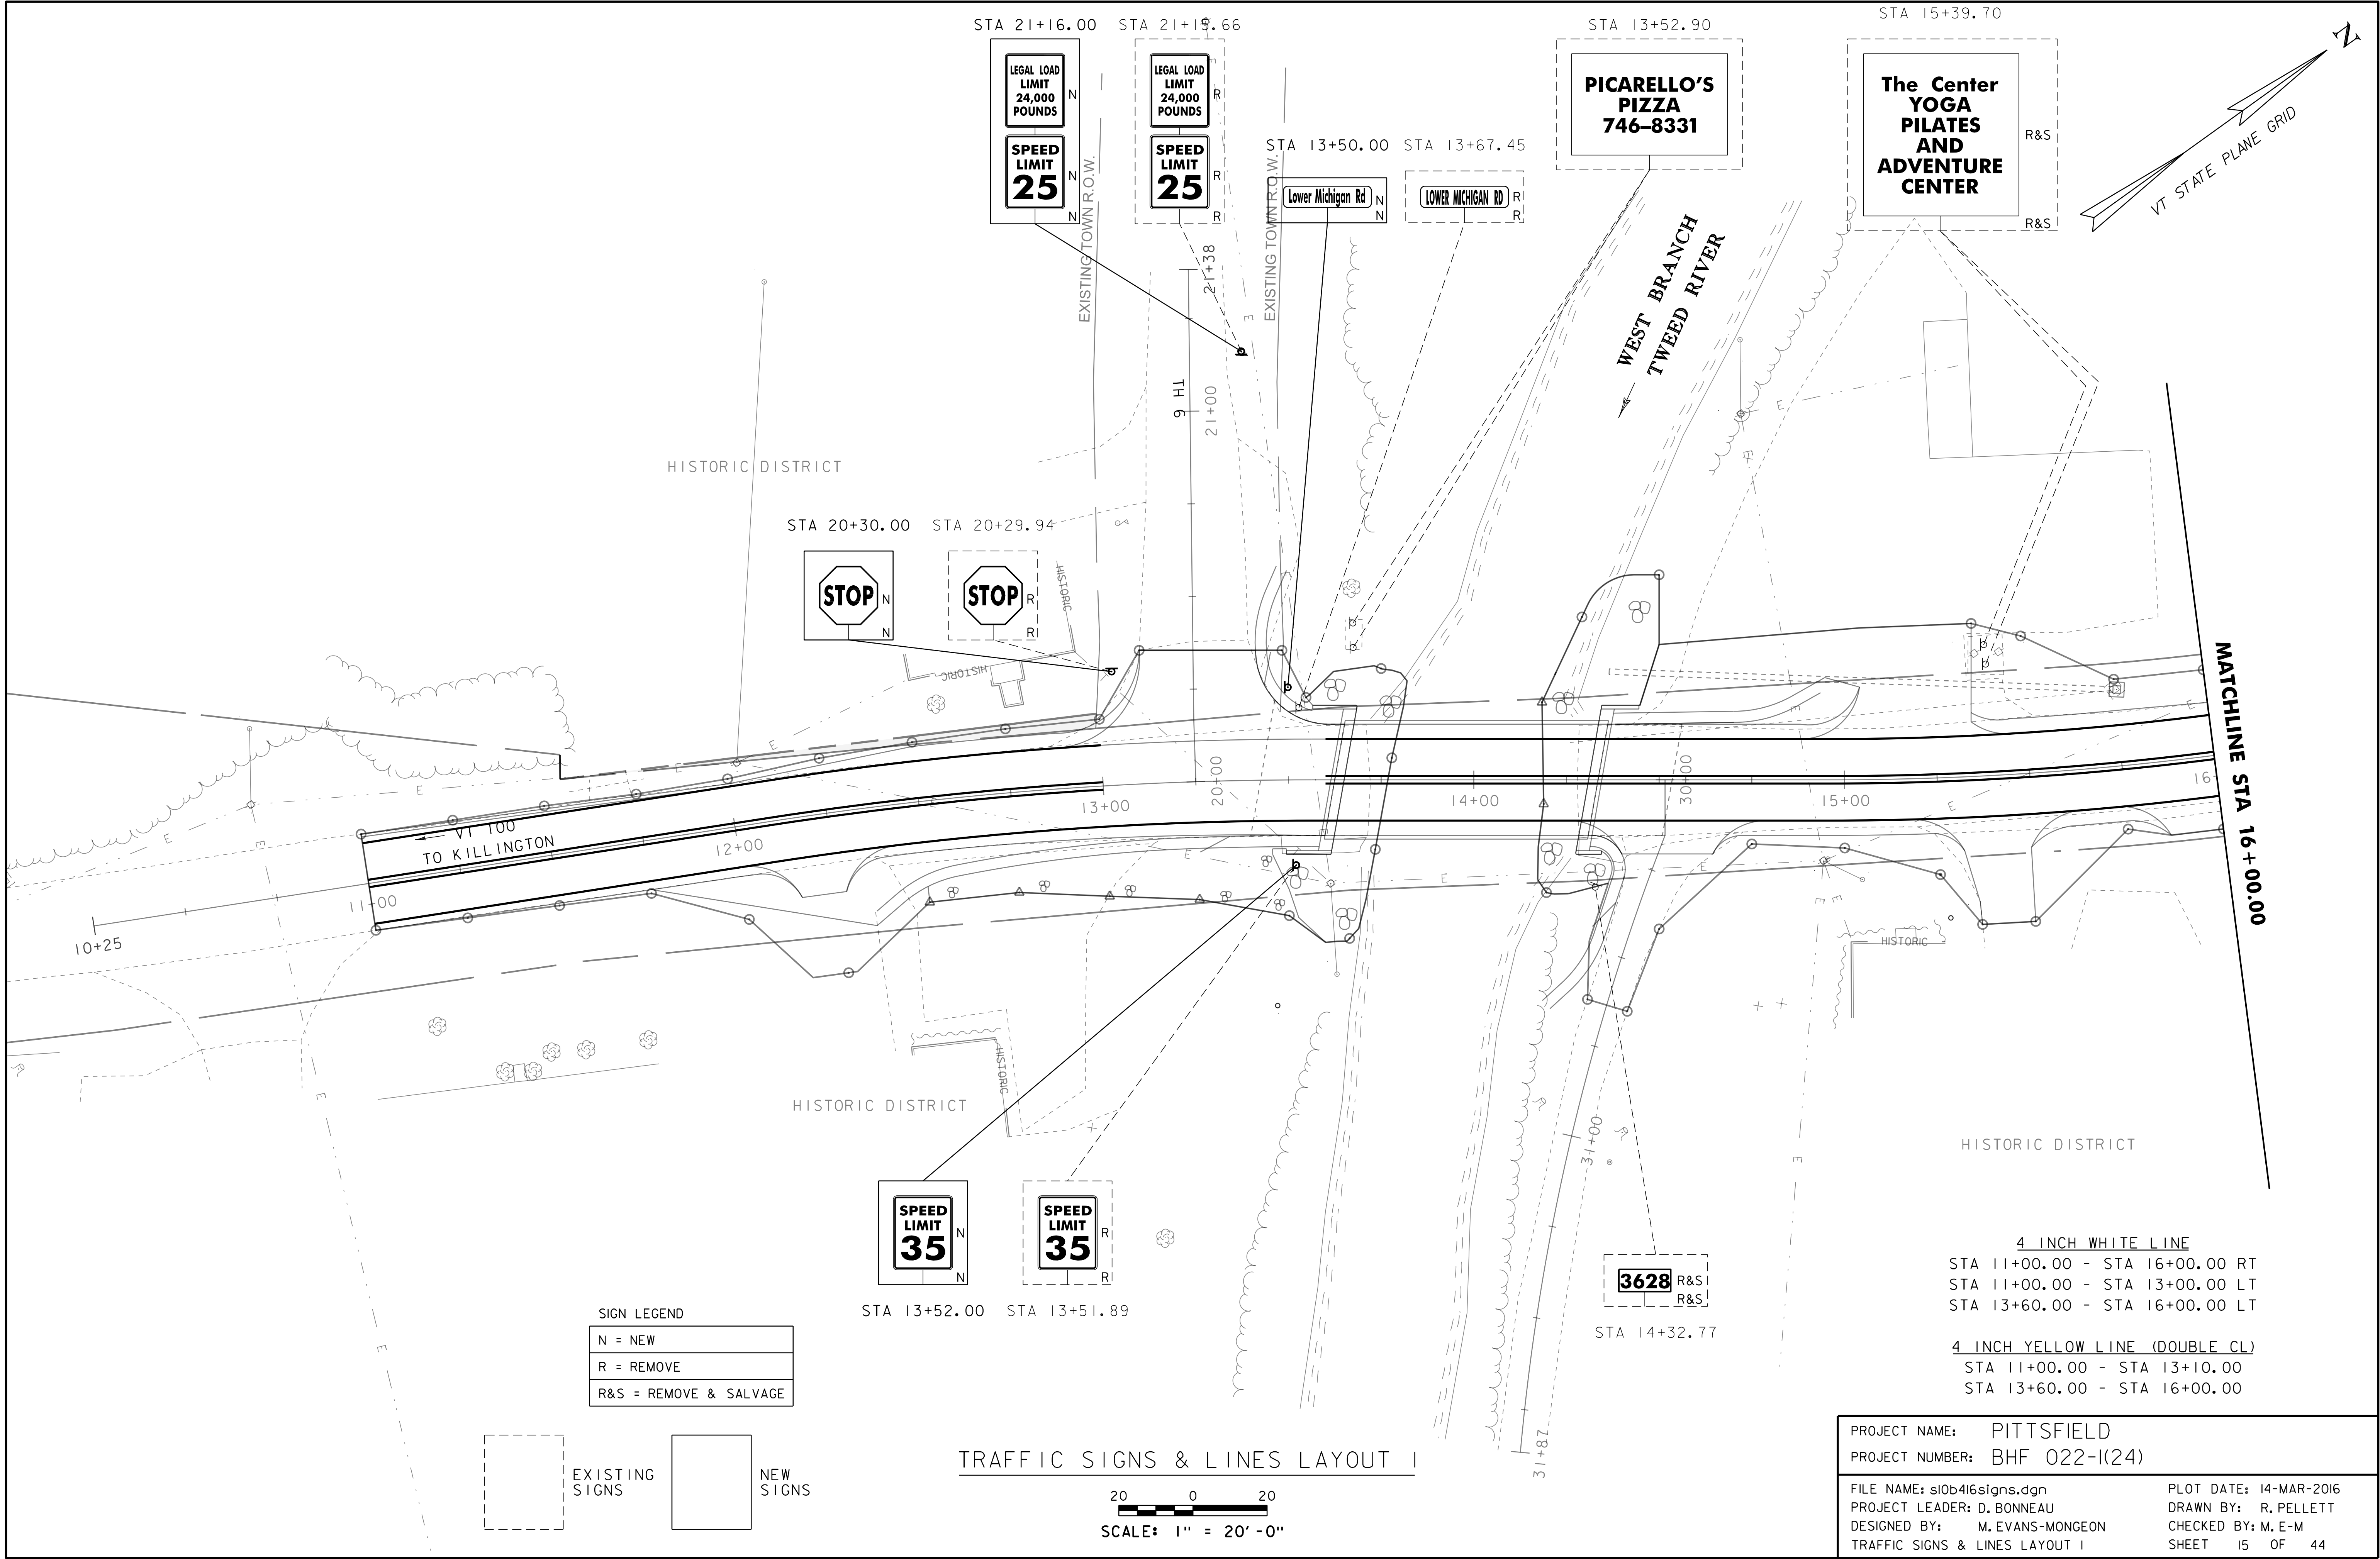 STA 21+16.00
STA 21+15.66
STA 13+52.90
STA 15+39.70
LEGAL LOAD
LIMIT
24,000
POUNDS
N
SPEED
LIMIT
25
N
N
LEGAL LOAD
LIMIT
24,000
POUNDS
R
SPEED
LIMIT
25
R
R
STA 13+50.00
STA 13+67.45
Lower Michigan Rd
N
N
LOWER MICHIGAN RD
R
R
PICARELLO'S
PIZZA
746–8331
The Center
YOGA
PILATES
AND
ADVENTURE
CENTER
R&S
R&S
N
VT STATE PLANE GRID
EXISTING TOWN R.O.W.
EXISTING TOWN R.O.W.
21+38
TH 6
21+00
WEST BRANCH
TWEED RIVER
HISTORIC DISTRICT
STA 20+30.00
STA 20+29.94
STOP
N
N
STOP
R
R
HISTORIC
HISTORIC
MATCHLINE STA 16+00.00
VT 100
TO KILLINGTON
10+25
11+00
12+00
13+00
20+00
14+00
30+00
15+00
16
HISTORIC
HISTORIC
HISTORIC DISTRICT
HISTORIC DISTRICT
31+00
31+87
SPEED
LIMIT
35
N
N
SPEED
LIMIT
35
R
R
STA 13+52.00
STA 13+51.89
3628
R&S
R&S
STA 14+32.77
4 INCH WHITE LINE
STA 11+00.00 - STA 16+00.00 RT
STA 11+00.00 - STA 13+00.00 LT
STA 13+60.00 - STA 16+00.00 LT
4 INCH YELLOW LINE (DOUBLE CL)
STA 11+00.00 - STA 13+10.00
STA 13+60.00 - STA 16+00.00
SIGN LEGEND
N = NEW
R = REMOVE
R&S = REMOVE & SALVAGE
EXISTING
SIGNS
NEW
SIGNS
TRAFFIC SIGNS & LINES LAYOUT 1
20 0 20
SCALE: 1" = 20'-0"
PROJECT NAME: PITTSFIELD
PROJECT NUMBER: BHF 022-1(24)
FILE NAME: s10b416signs.dgn
PROJECT LEADER: D. BONNEAU
DESIGNED BY: M. EVANS-MONGEON
TRAFFIC SIGNS & LINES LAYOUT 1
PLOT DATE: 14-MAR-2016
DRAWN BY: R. PELLETT
CHECKED BY: M. E-M
SHEET 15 OF 44